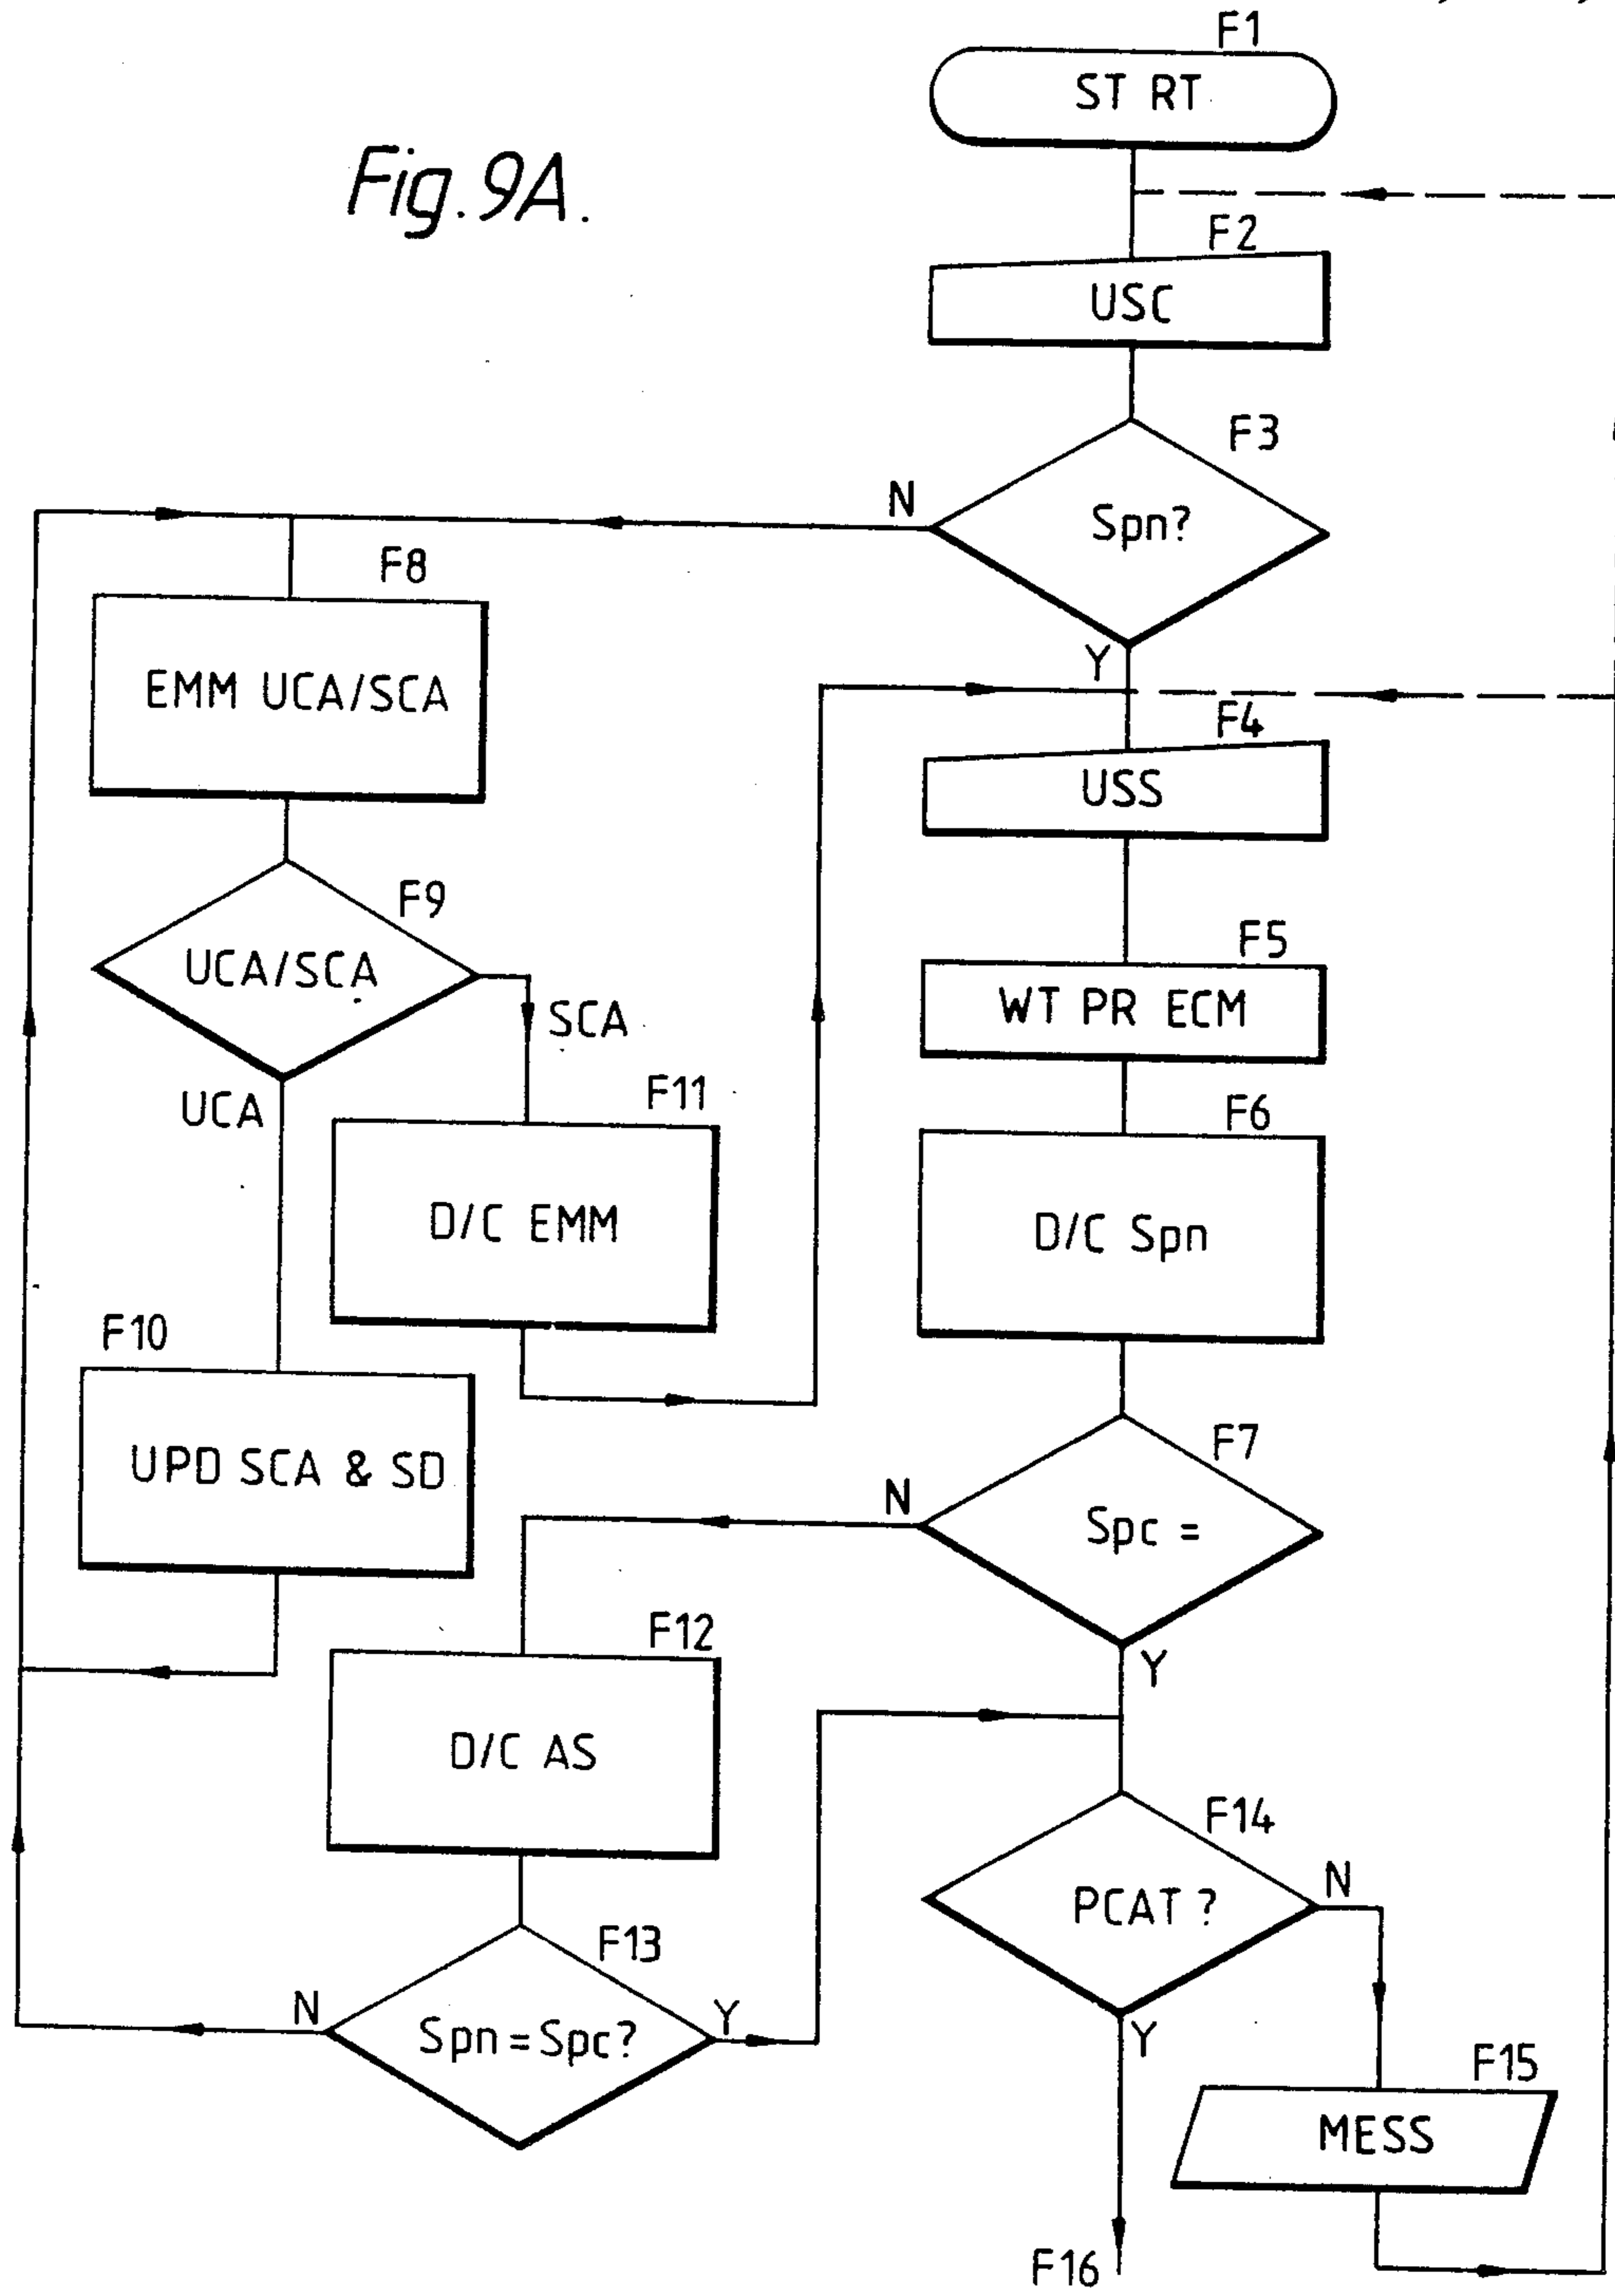 F1
ST RT
Fig. 9A.
F2
USC
F3
N
Spn?
F8
Y
EMM UCA/SCA
F4
USS
F9
UCA/SCA
F5
WT PR ECM
SCA
UCA
F11
F6
D/C EMM
D/C Spn
F10
UPD SCA & SD
F7
N
Spc =
F12
Y
D/C AS
F14
N
PCAT ?
F13
N
Y
Spn = Spc?
Y
F15
MESS
F16